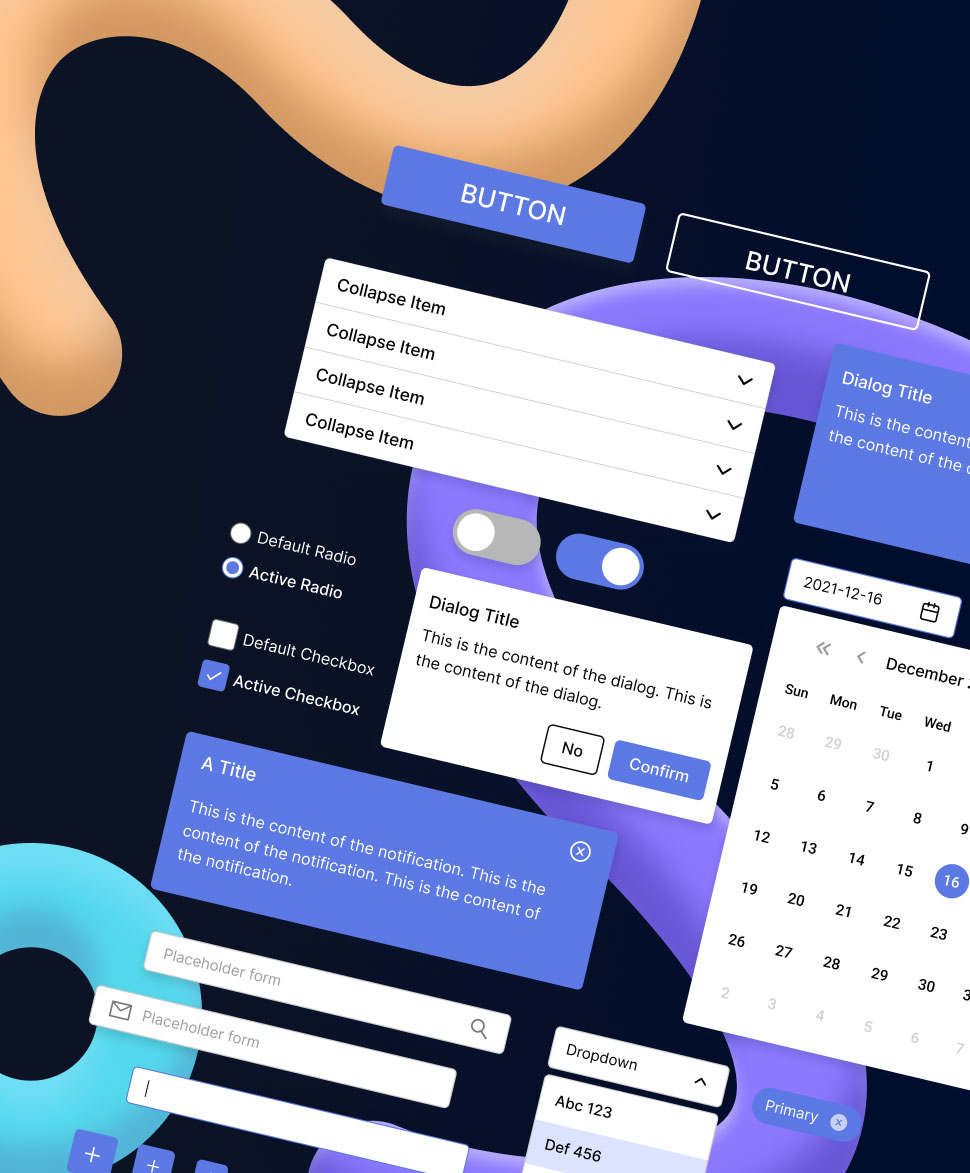 BUTTON
BUTTON
Collapse Item
Collapse Item
Collapse Item
Collapse Item
Dialog Title
This is the content
the content of the
Default Radio
Active Radio
Default Checkbox
Active Checkbox
Dialog Title
This is the content of the dialog. This is
the content of the dialog.
No
Confirm
2021-12-16
December
Sun Mon Tue Wed
28 29 30 1
5 6 7 8 9
12 13 14 15 16
19 20 21 22 23
26 27 28 29 30
2 3 4 5 6 7
A Title
This is the content of the notification. This is the
content of the notification. This is the content of
the notification.
Placeholder form
Placeholder form
Dropdown
Abc 123
Def 456
Primary